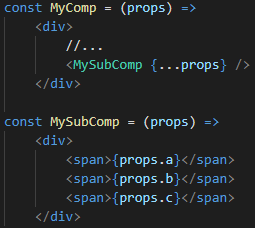 const MyComp = (props) =>
    <div>
        //...
        <MySubComp {...props} />
    </div>

const MySubComp = (props) =>
    <div>
        <span>{props.a}</span>
        <span>{props.b}</span>
        <span>{props.c}</span>
    </div>